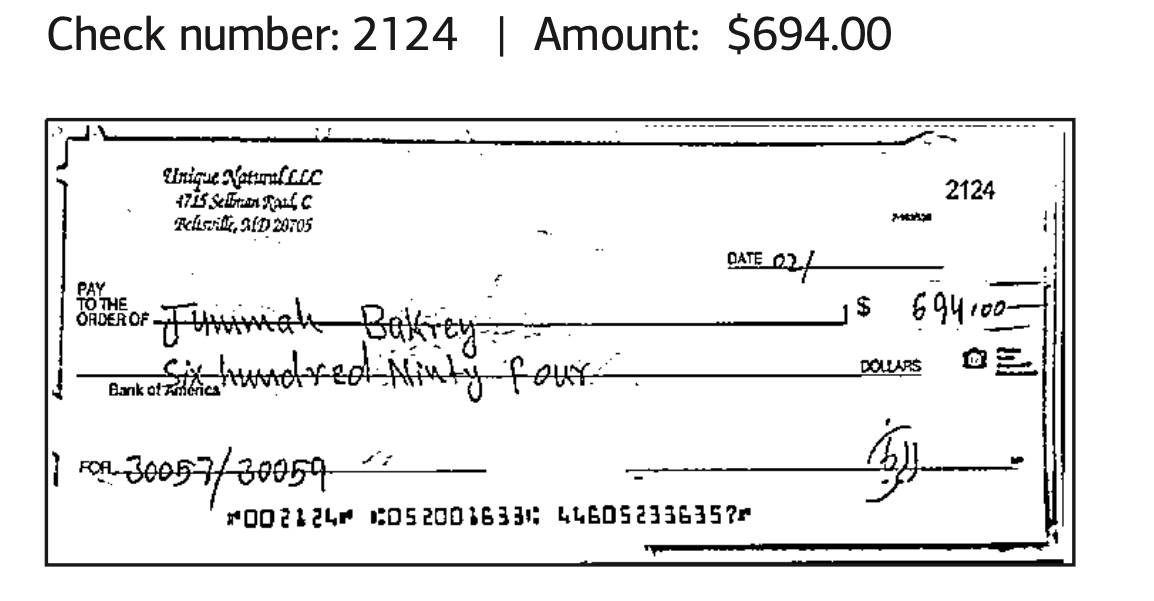 Check number: 2124 | Amount: $694.00
Unique Natural LLC
4715 Sellman Road, C
Beltsville, MD 20705
2124
DATE 02/
PAY
TO THE
ORDER OF Jummah Bakrey $ 694.00
Six hundred Ninty four DOLLARS
Bank of America
FOR 30057/30059
⑈002124⑈ ⑆052001633⑆ 446052336357⑈